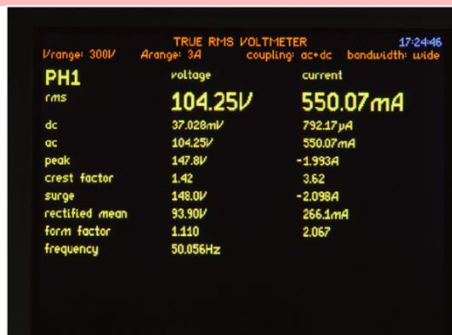 TRUE RMS VOLTMETER 17:24:46
Vrange: 300V Arange: 3A coupling: ac+dc bandwidth: wide
PH1 voltage current
rms 104.25V 550.07mA
dc 37.028mV 792.17µA
ac 104.25V 550.07mA
peak 147.8V -1.993A
crest factor 1.42 3.62
surge 148.0V -2.098A
rectified mean 93.90V 266.1mA
form factor 1.110 2.067
frequency 50.056Hz